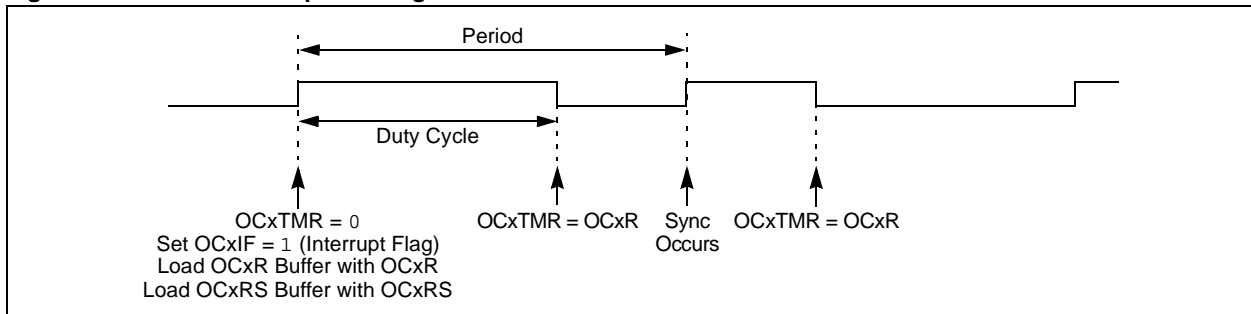 Period
Duty Cycle
OCxTMR = 0
Set OCxIF = 1 (Interrupt Flag)
Load OCxR Buffer with OCxR
Load OCxRS Buffer with OCxRS
OCxTMR = OCxR
Sync
Occurs
OCxTMR = OCxR